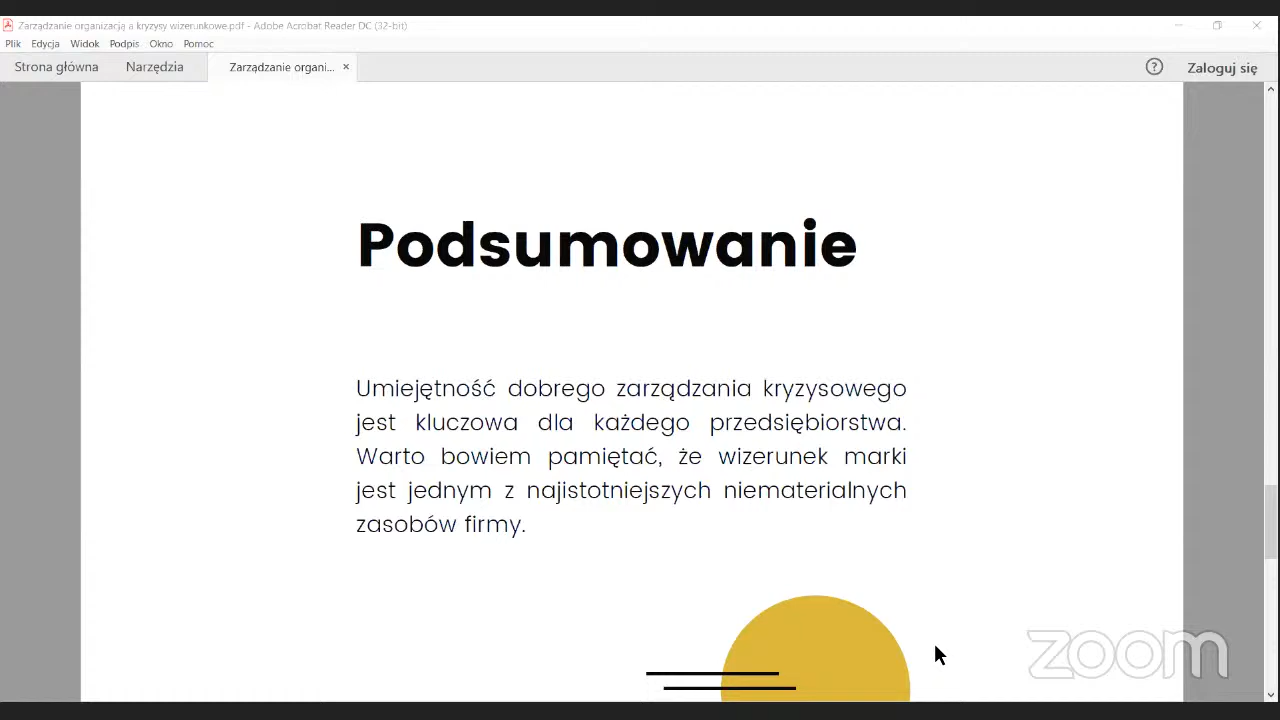 Zarządzanie organizacją a kryzysy wizerunkowe.pdf - Adobe Acrobat Reader DC (32-bit)
Plik Edycja Widok Podpis Okno Pomoc
Strona główna Narzędzia Zarządzanie organi... × ? Zaloguj się
Podsumowanie
Umiejętność dobrego zarządzania kryzysowego
jest kluczowa dla każdego przedsiębiorstwa.
Warto bowiem pamiętać, że wizerunek marki
jest jednym z najistotniejszych niematerialnych
zasobów firmy.
zoom